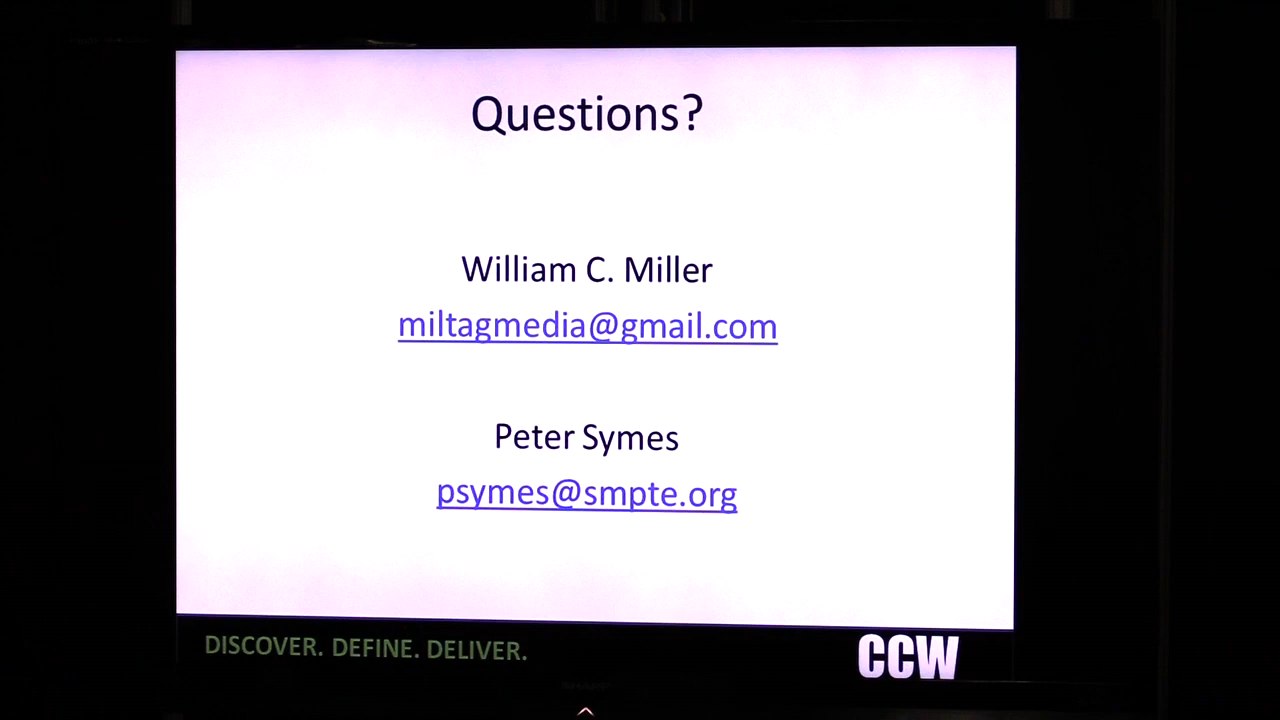 Questions?
William C. Miller
miltagmedia@gmail.com
Peter Symes
psymes@smpte.org
DISCOVER. DEFINE. DELIVER.
CCW